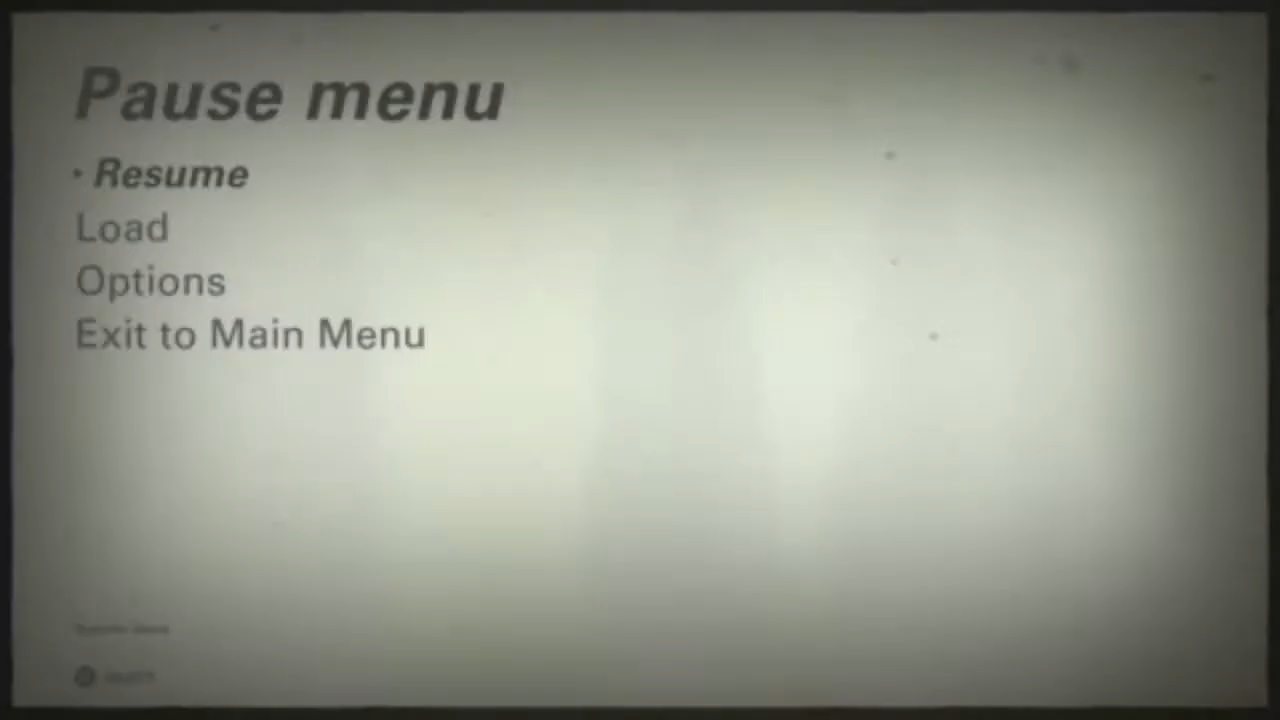 Pause menu
· Resume
Load
Options
Exit to Main Menu